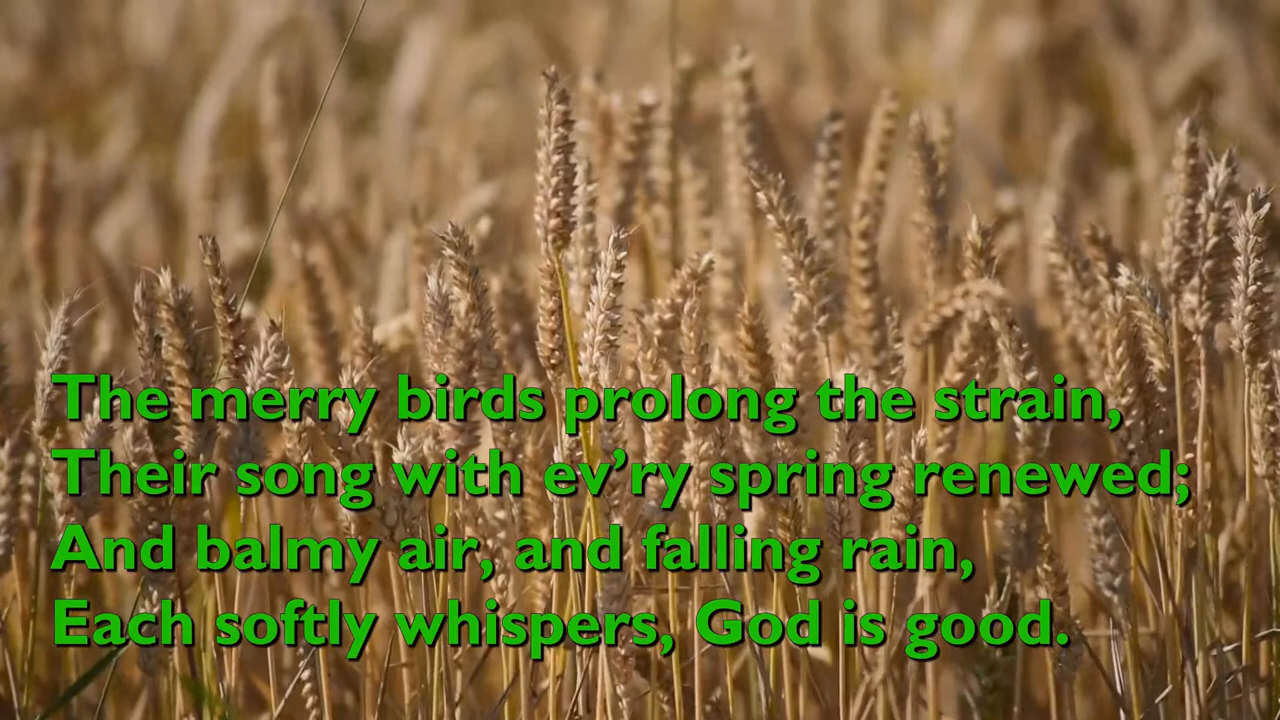 The merry birds prolong the strain,
Their song with ev’ry spring renewed;
And balmy air, and falling rain,
Each softly whispers, God is good.